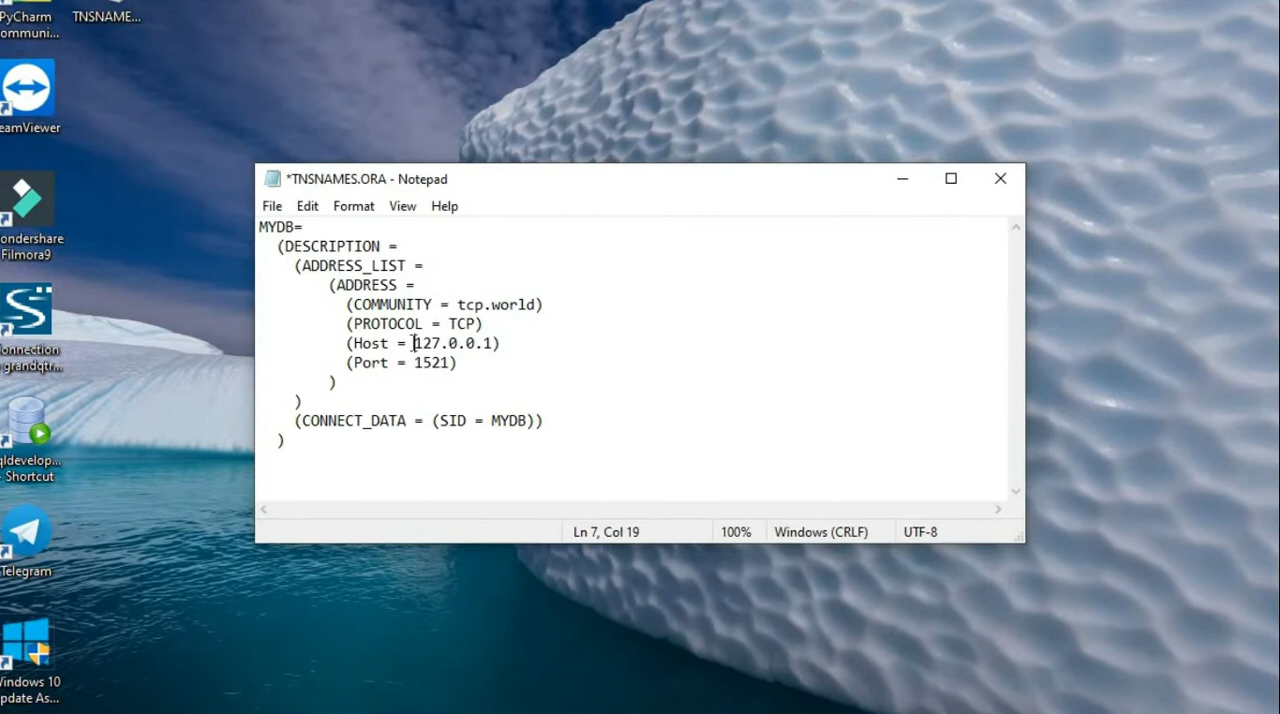 PyCharm
ommuni...
TNSNAME...
eamViewer
ondershare
Filmora9
onnection
grandqtr...
qldevelop...
- Shortcut
Telegram
Windows 10
pdate As...
*TNSNAMES.ORA - Notepad
File Edit Format View Help
MYDB=
(DESCRIPTION =
(ADDRESS_LIST =
(ADDRESS =
(COMMUNITY = tcp.world)
(PROTOCOL = TCP)
(Host = 127.0.0.1)
(Port = 1521)
)
)
(CONNECT_DATA = (SID = MYDB))
)
Ln 7, Col 19 100% Windows (CRLF) UTF-8